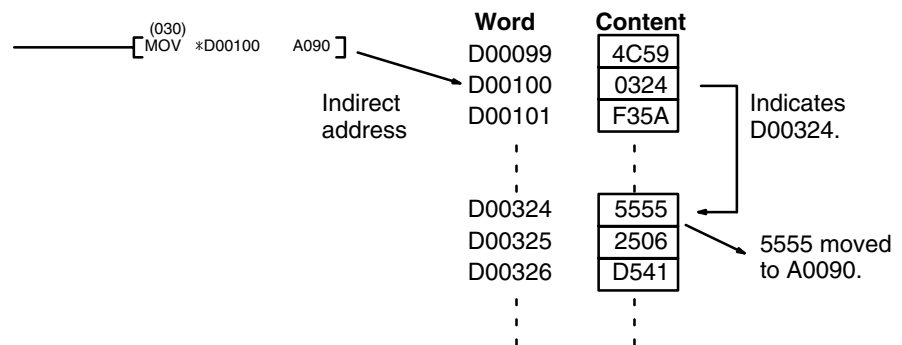 (030)
[MOV *D00100 A090]
Indirect
address
Word Content
D00099 4C59
D00100 0324
D00101 F35A
D00324 5555
D00325 2506
D00326 D541
Indicates
D00324.
5555 moved
to A0090.